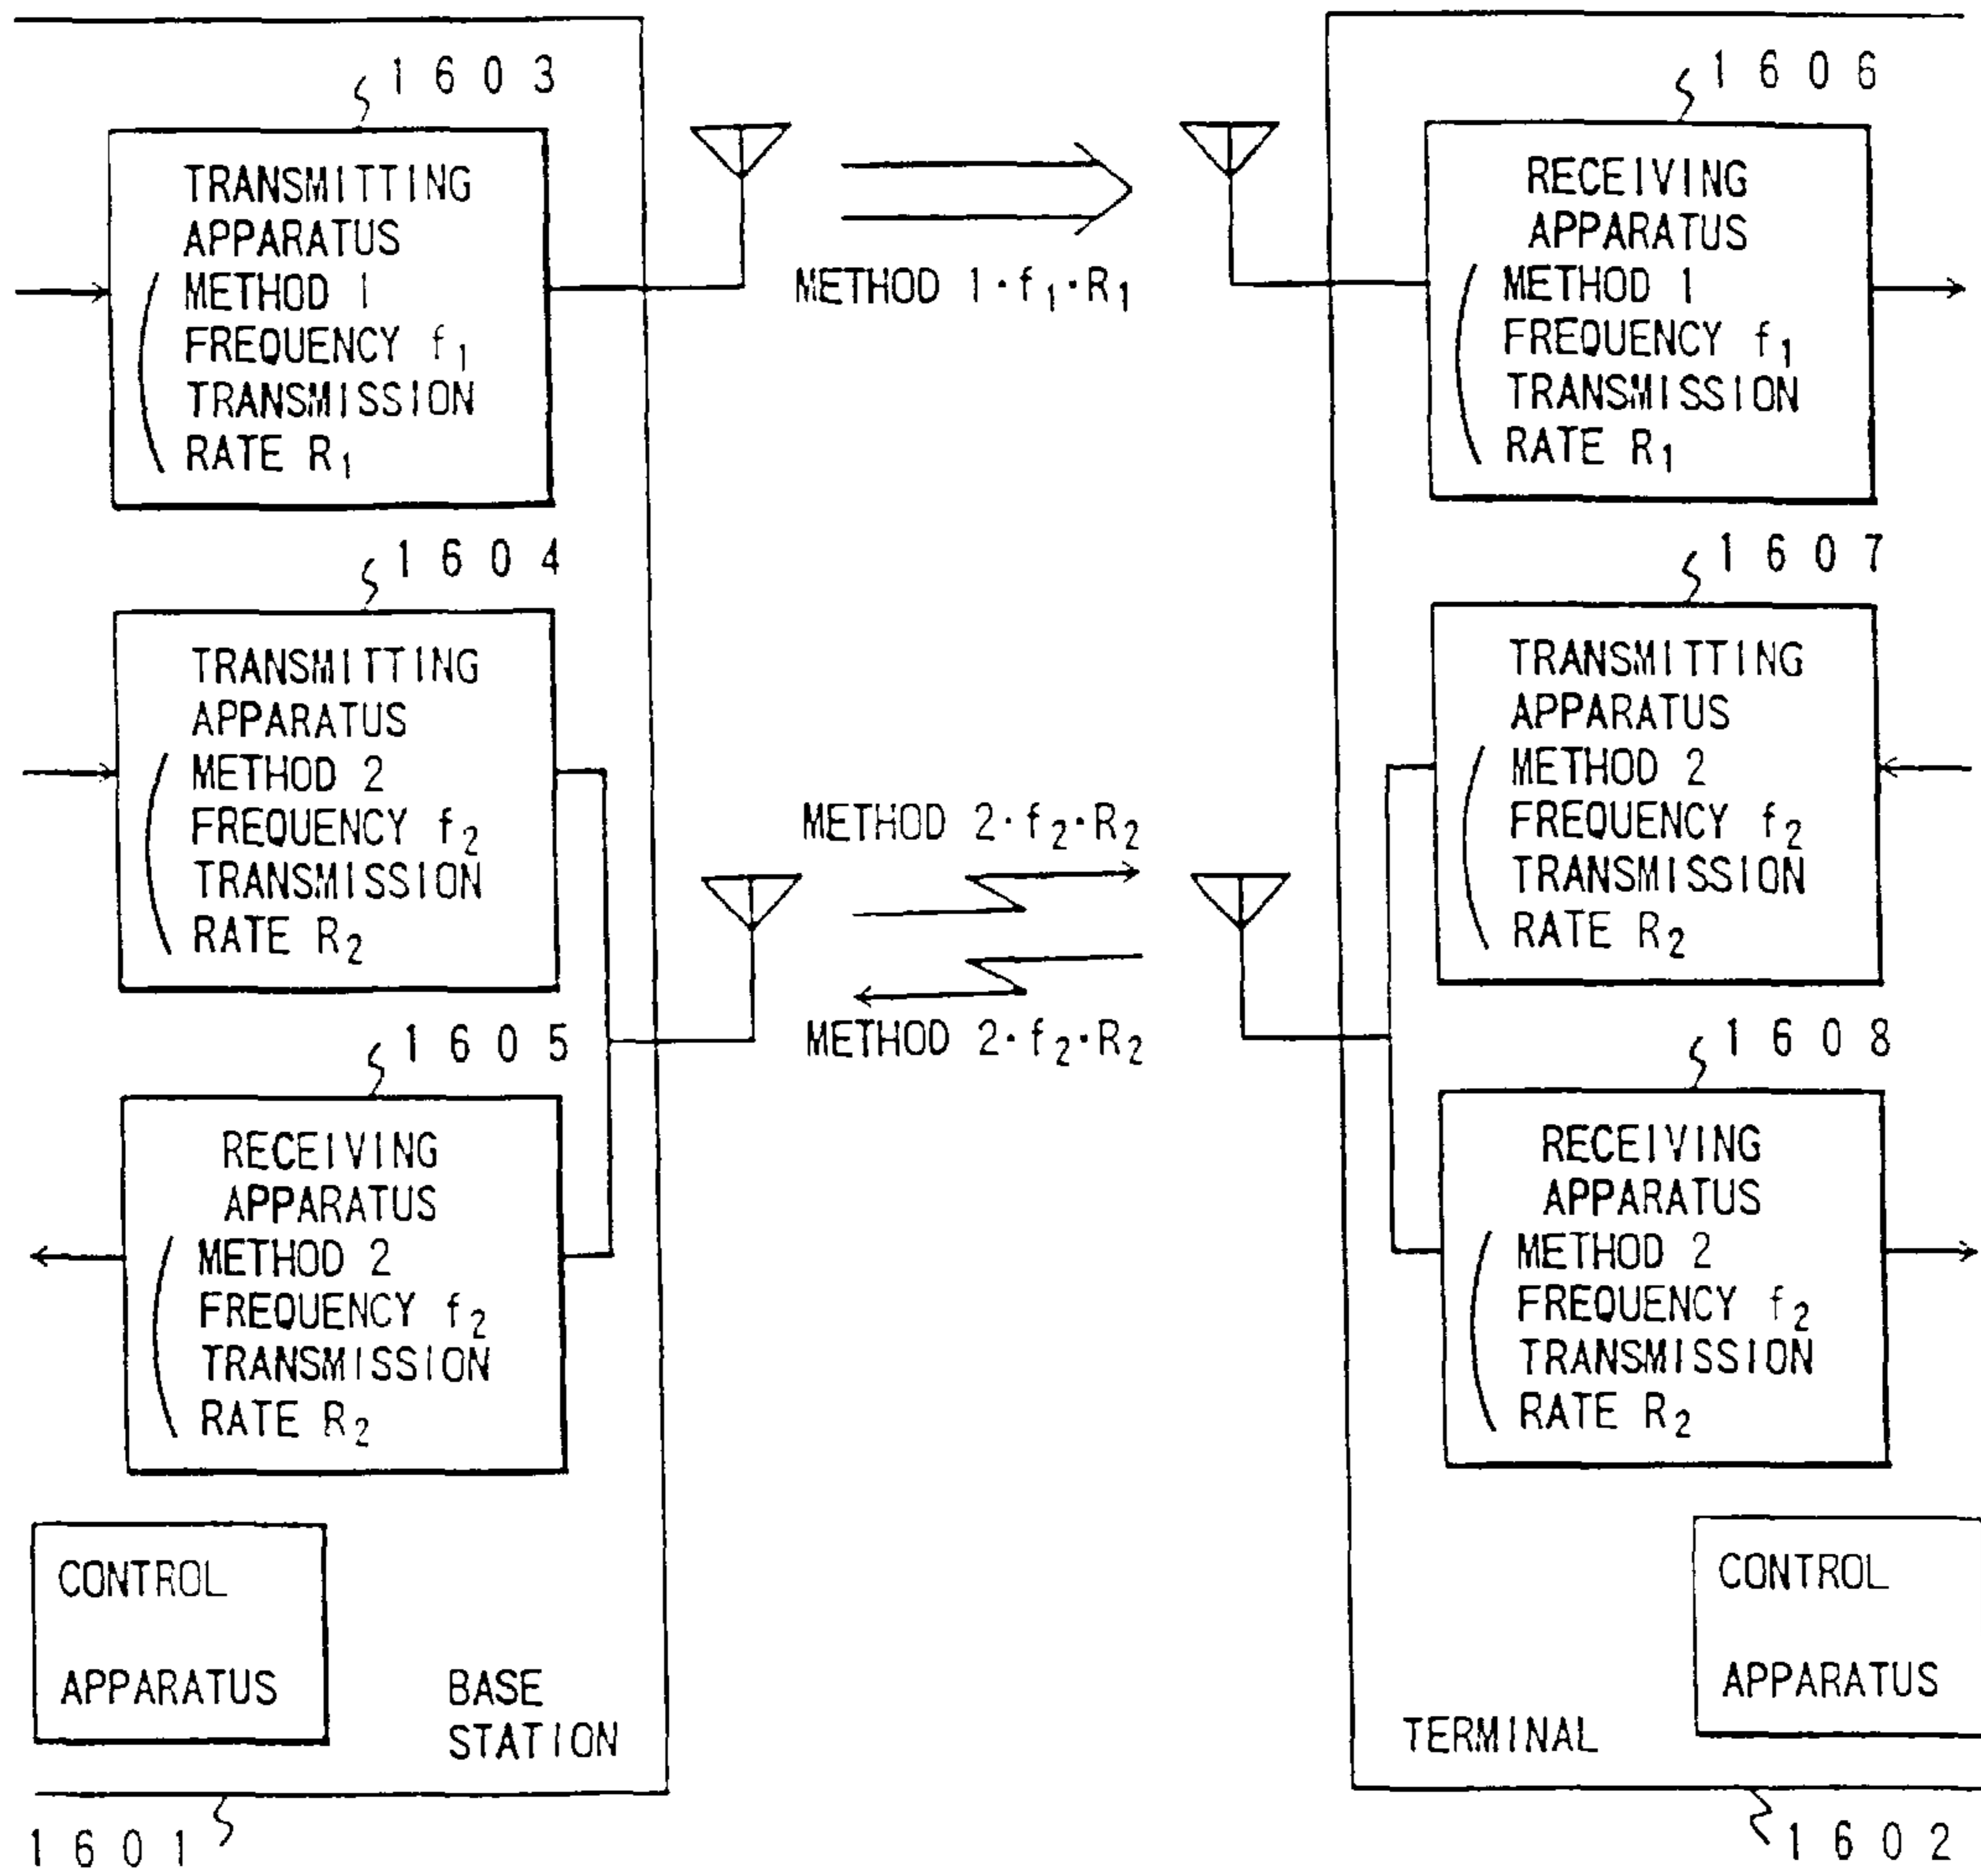 1603
TRANSMITTING
APPARATUS
METHOD 1
FREQUENCY f₁
TRANSMISSION
RATE R₁
METHOD 1·f₁·R₁
1606
RECEIVING
APPARATUS
METHOD 1
FREQUENCY f₁
TRANSMISSION
RATE R₁
1604
TRANSMITTING
APPARATUS
METHOD 2
FREQUENCY f₂
TRANSMISSION
RATE R₂
METHOD 2·f₂·R₂
METHOD 2·f₂·R₂
1607
TRANSMITTING
APPARATUS
METHOD 2
FREQUENCY f₂
TRANSMISSION
RATE R₂
1605
RECEIVING
APPARATUS
METHOD 2
FREQUENCY f₂
TRANSMISSION
RATE R₂
1608
RECEIVING
APPARATUS
METHOD 2
FREQUENCY f₂
TRANSMISSION
RATE R₂
CONTROL
APPARATUS
BASE
STATION
1601
TERMINAL
CONTROL
APPARATUS
1602